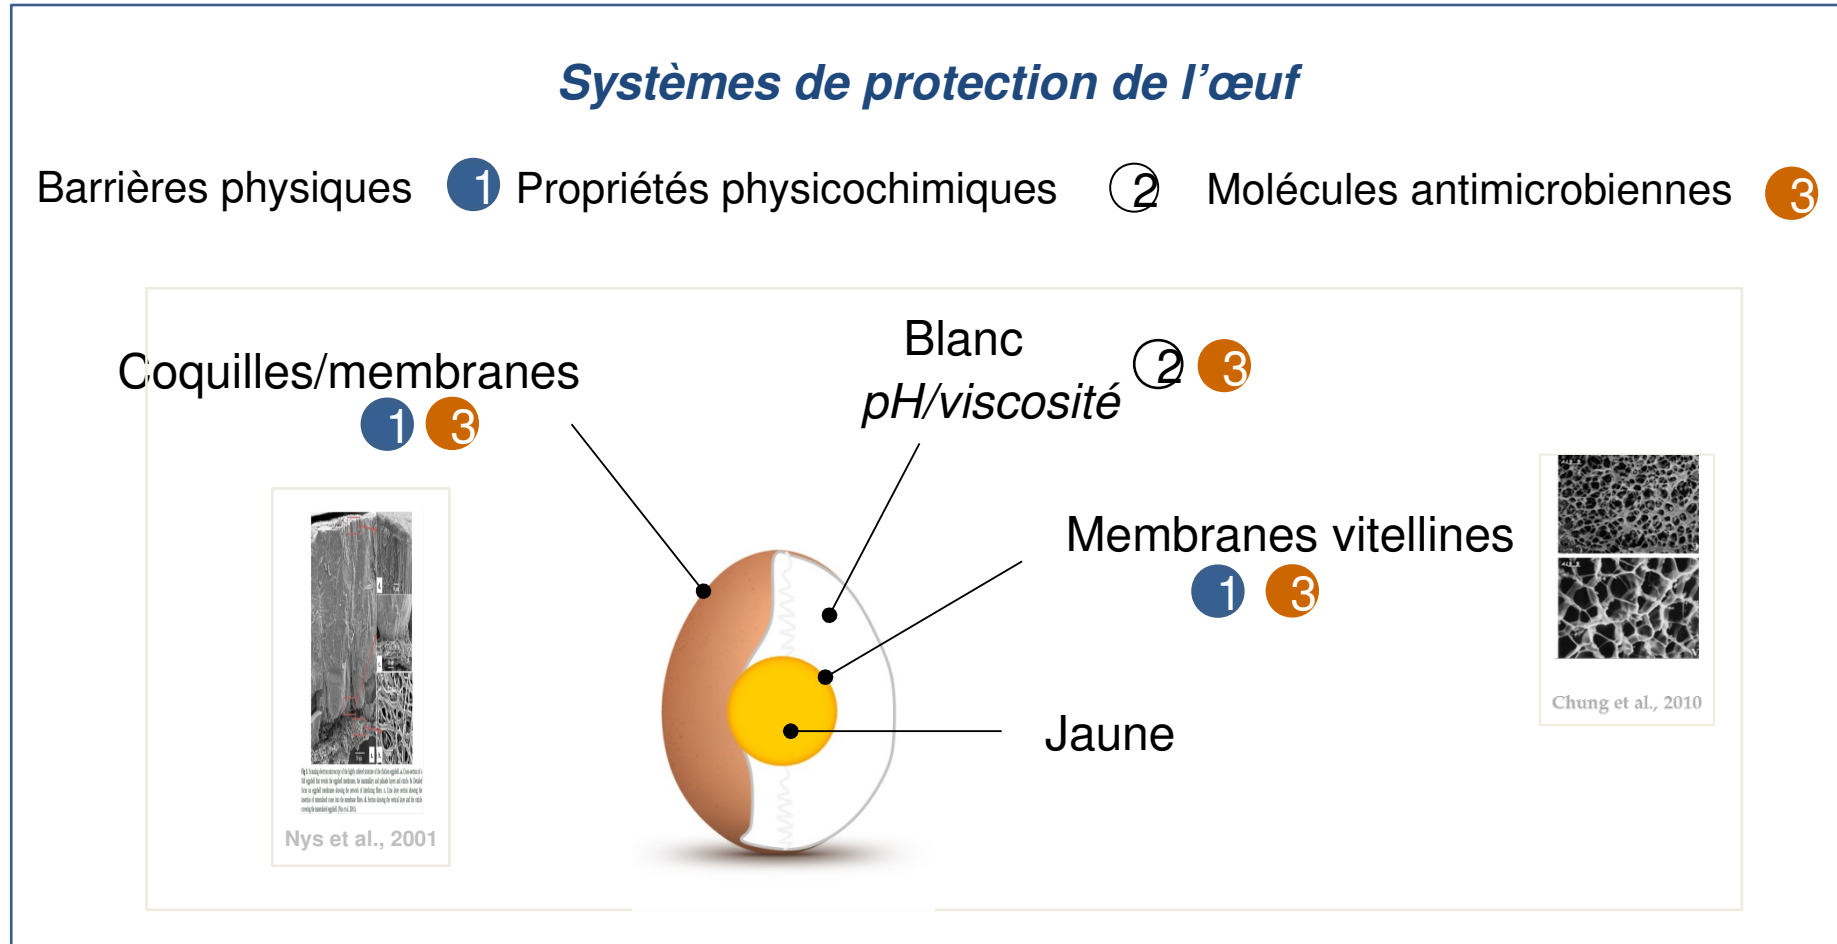 Systèmes de protection de l'œuf
Barrières physiques 1 Propriétés physicochimiques 2 Molécules antimicrobiennes 3
Coquilles/membranes
1 3
Blanc
pH/viscosité 2 3
Membranes vitellines
1 3
Jaune
Nys et al., 2001
Chung et al., 2010